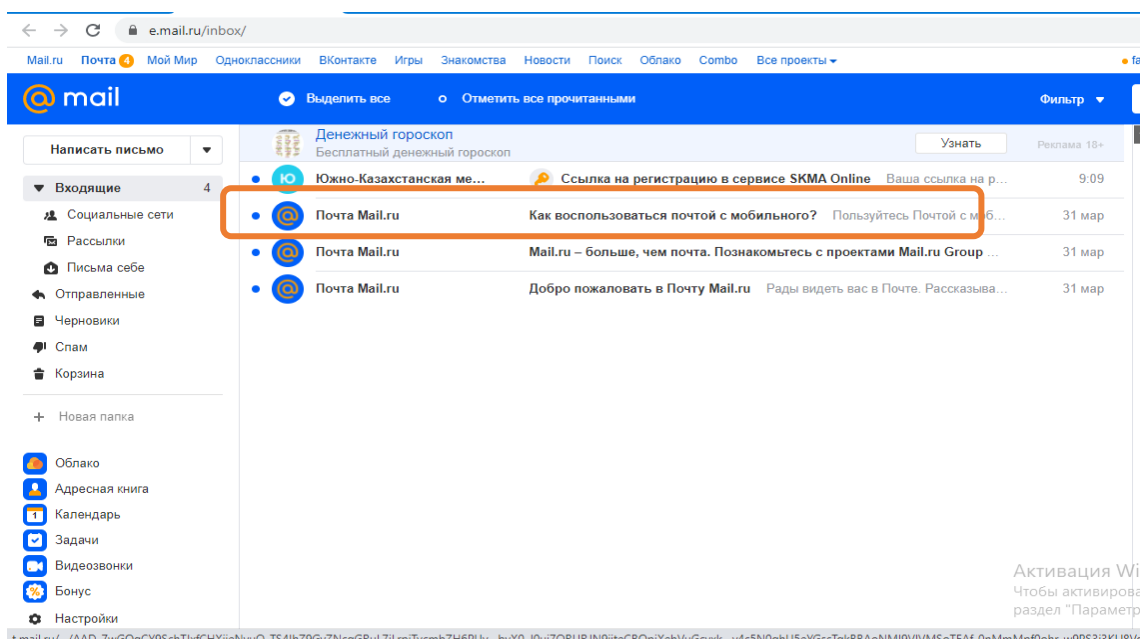 e.mail.ru/inbox/
Mail.ru Почта 4 Мой Мир Одноклассники ВКонтакте Игры Знакомства Новости Поиск Облако Combo Все проекты
mail Выделить все Отметить все прочитанными Фильтр
Написать письмо
Денежный гороскоп
Бесплатный денежный гороскоп
Узнать Реклама 18+
Входящие 4
Социальные сети
Рассылки
Письма себе
Отправленные
Черновики
Спам
Корзина
Новая папка
Ю Южно-Казахстанская ме... Ссылка на регистрацию в сервисе SKMA Online Ваша ссылка на р... 9:09
Почта Mail.ru Как воспользоваться почтой с мобильного? Пользуйтесь Почтой с моб... 31 мар
Почта Mail.ru Mail.ru – больше, чем почта. Познакомьтесь с проектами Mail.ru Group ... 31 мар
Почта Mail.ru Добро пожаловать в Почту Mail.ru Рады видеть вас в Почте. Рассказыва... 31 мар
Облако
Адресная книга
1 Календарь
Задачи
Видеозвонки
Бонус
Настройки
Активация Wi
Чтобы активирова
раздел "Параметр